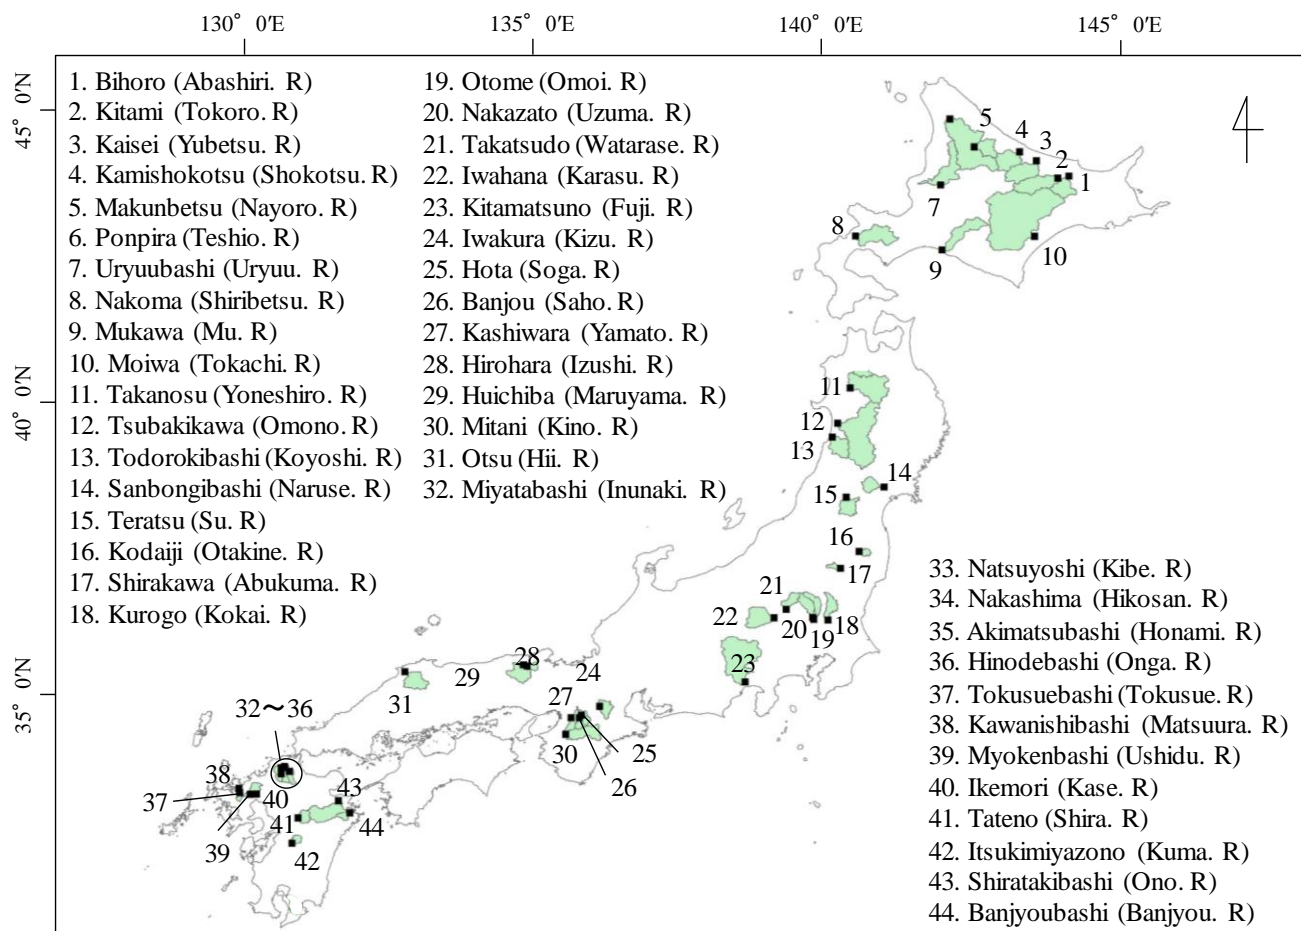 130° 0'E
135° 0'E
140° 0'E
145° 0'E
45° 0'N
40° 0'N
35° 0'N
1. Bihoro (Abashiri. R)
2. Kitami (Tokoro. R)
3. Kaisei (Yubetsu. R)
4. Kamishokotsu (Shokotsu. R)
5. Makunbetsu (Nayoro. R)
6. Ponpira (Teshio. R)
7. Uryuubashi (Uryuu. R)
8. Nakoma (Shiribetsu. R)
9. Mukawa (Mu. R)
10. Moiwa (Tokachi. R)
11. Takanosu (Yoneshiro. R)
12. Tsubakikawa (Omono. R)
13. Todorokibashi (Koyoshi. R)
14. Sanbongibashi (Naruse. R)
15. Teratsu (Su. R)
16. Kodaiji (Otakine. R)
17. Shirakawa (Abukuma. R)
18. Kurogo (Kokai. R)
19. Otome (Omoi. R)
20. Nakazato (Uzuma. R)
21. Takatsudo (Watarase. R)
22. Iwahana (Karasu. R)
23. Kitamatsuno (Fuji. R)
24. Iwakura (Kizu. R)
25. Hota (Soga. R)
26. Banjou (Saho. R)
27. Kashiwara (Yamato. R)
28. Hirohara (Izushi. R)
29. Huichiba (Maruyama. R)
30. Mitani (Kino. R)
31. Otsu (Hii. R)
32. Miyatabashi (Inunaki. R)
33. Natsuyoshi (Kibe. R)
34. Nakashima (Hikosan. R)
35. Akimatsubashi (Honami. R)
36. Hinodebashi (Onga. R)
37. Tokusuebashi (Tokusue. R)
38. Kawanishibashi (Matsuura. R)
39. Myokenbashi (Ushidu. R)
40. Ikemori (Kase. R)
41. Tateno (Shira. R)
42. Itsukimiyazono (Kuma. R)
43. Shiratakibashi (Ono. R)
44. Banjyoubashi (Banjyou. R)
5
4
3
2
1
7
8
9
10
11
12
13
14
15
16
17
21
22
20
19
18
23
28
29
24
31
27
30
25
26
32〜36
38
37
40
43
41
44
39
42